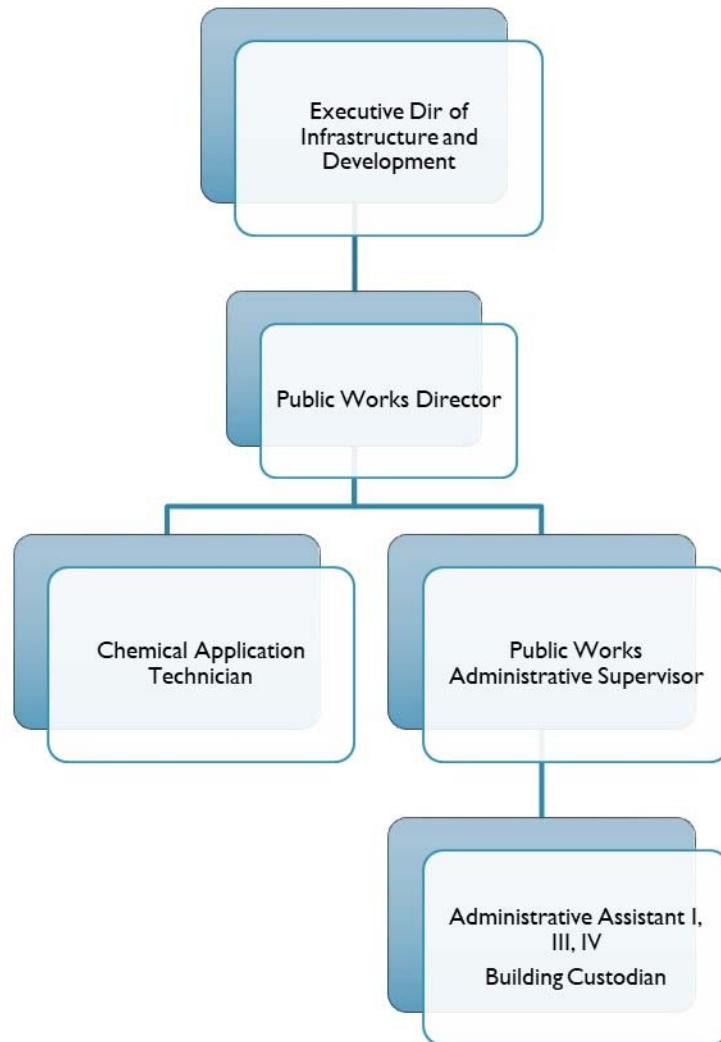 Executive Dir of
Infrastructure and
Development
Public Works Director
Chemical Application
Technician
Public Works
Administrative Supervisor
Administrative Assistant I,
III, IV
Building Custodian